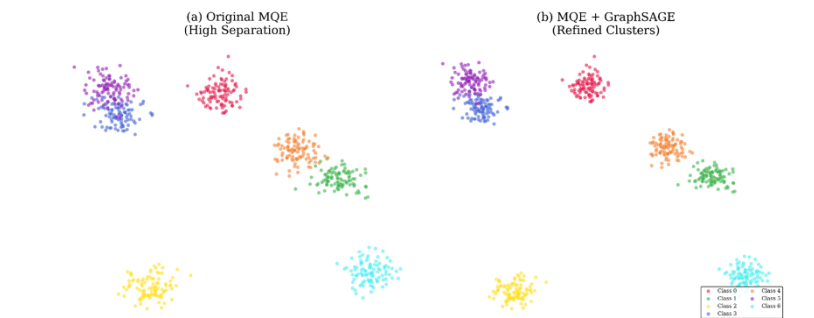 (a) Original MQE
(High Separation)
(b) MQE + GraphSAGE
(Refined Clusters)
Class 0
Class 1
Class 2
Class 3
Class 4
Class 5
Class 6